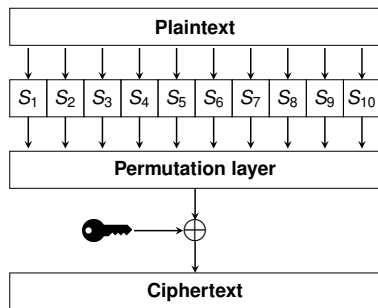 Plaintext
S1 S2 S3 S4 S5 S6 S7 S8 S9 S10
Permutation layer
Ciphertext